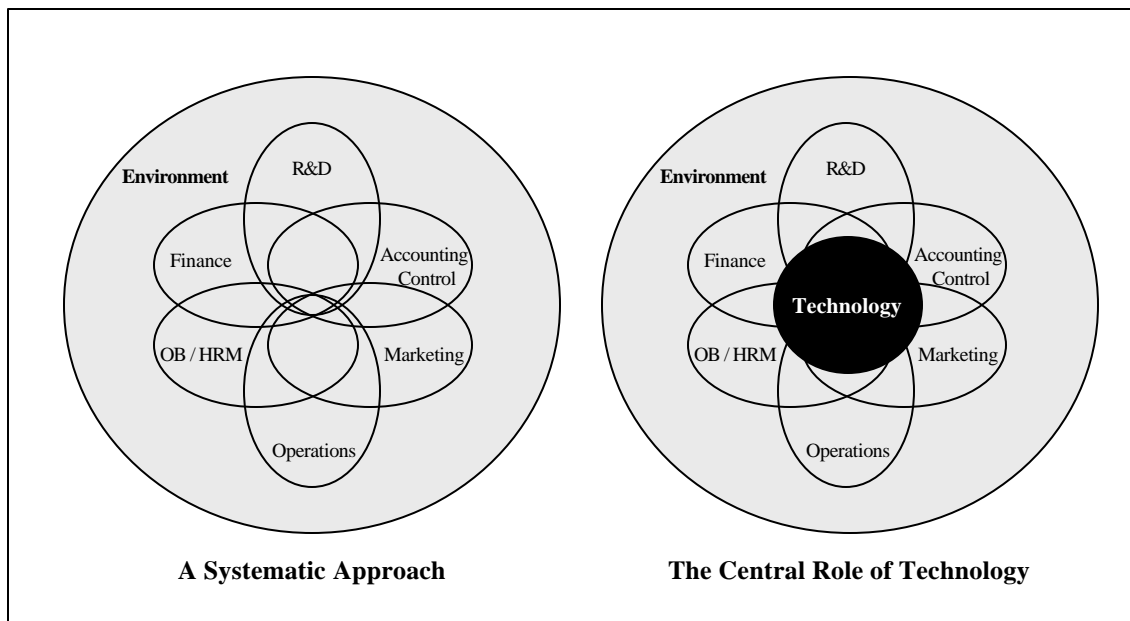 R&D
Environment
Finance
Accounting
Control
OB / HRM
Marketing
Operations
A Systematic Approach
R&D
Environment
Finance
Accounting
Control
Technology
OB / HRM
Marketing
Operations
The Central Role of Technology